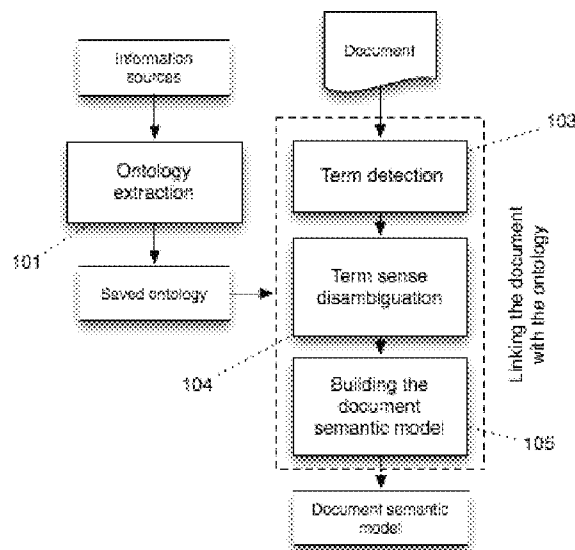 Information
sources
Document
103
Ontology
extraction
Term detection
101
Saved ontology
Term sense
disambiguation
Linking the document
with the ontology
104
Building the
document
semantic model
105
Document semantic
model